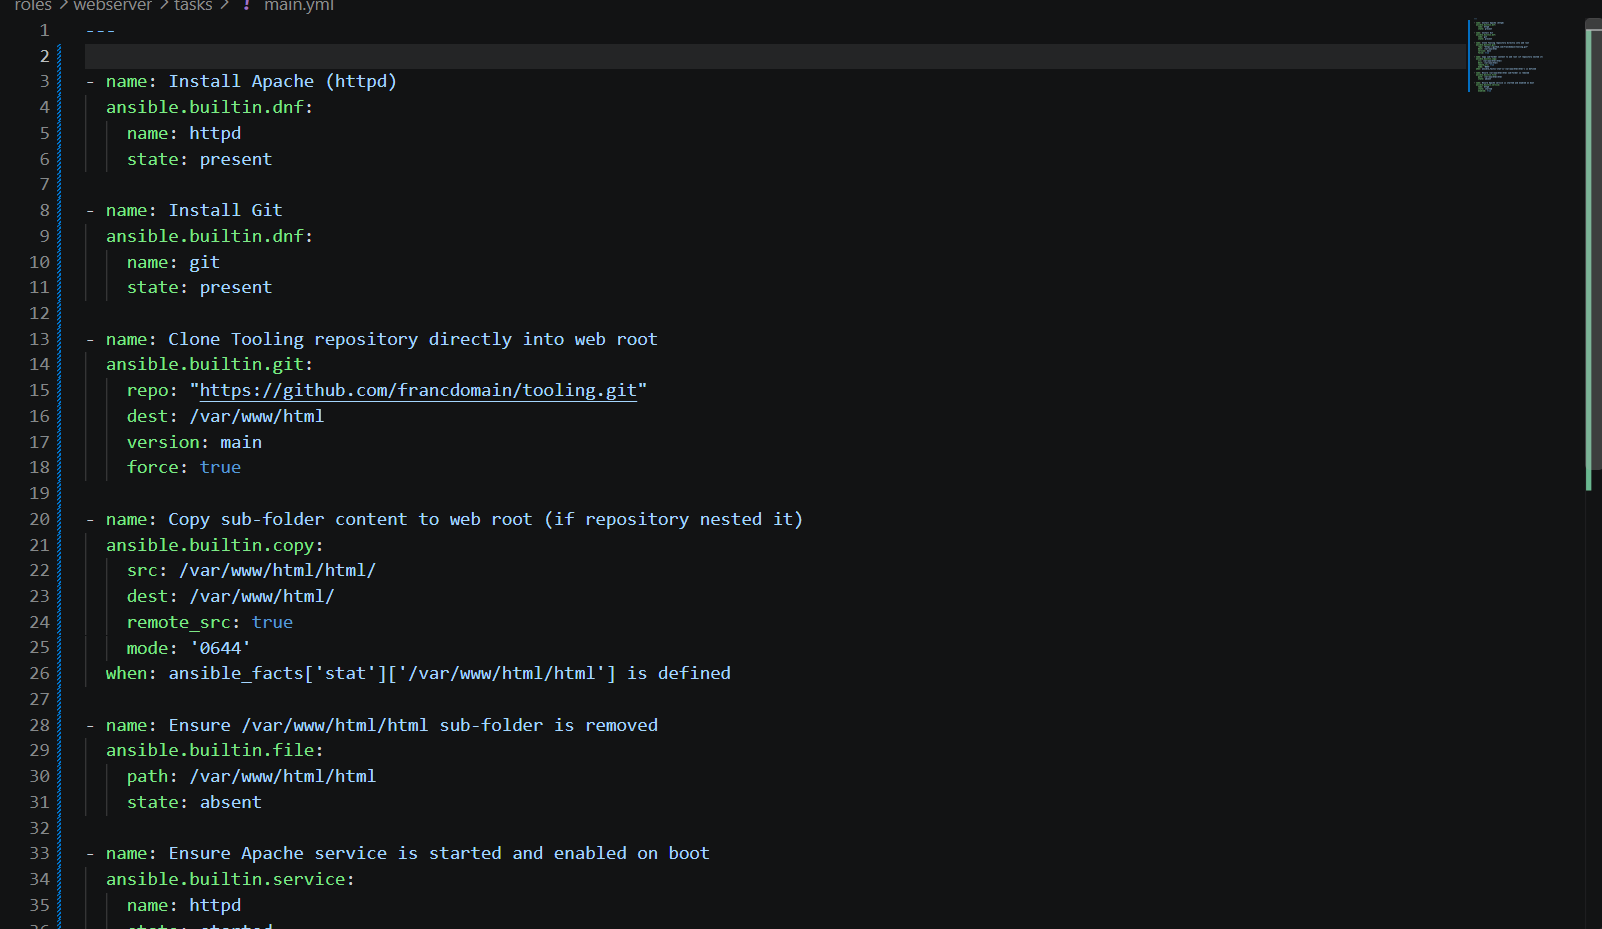 roles > webserver > tasks > ! main.yml
1 ---
2
3 - name: Install Apache (httpd)
4   ansible.builtin.dnf:
5     name: httpd
6     state: present
7
8 - name: Install Git
9   ansible.builtin.dnf:
10     name: git
11     state: present
12
13 - name: Clone Tooling repository directly into web root
14   ansible.builtin.git:
15     repo: "https://github.com/francdomain/tooling.git"
16     dest: /var/www/html
17     version: main
18     force: true
19
20 - name: Copy sub-folder content to web root (if repository nested it)
21   ansible.builtin.copy:
22     src: /var/www/html/html/
23     dest: /var/www/html/
24     remote_src: true
25     mode: '0644'
26   when: ansible_facts['stat']['/var/www/html/html'] is defined
27
28 - name: Ensure /var/www/html/html sub-folder is removed
29   ansible.builtin.file:
30     path: /var/www/html/html
31     state: absent
32
33 - name: Ensure Apache service is started and enabled on boot
34   ansible.builtin.service:
35     name: httpd
36     state: started